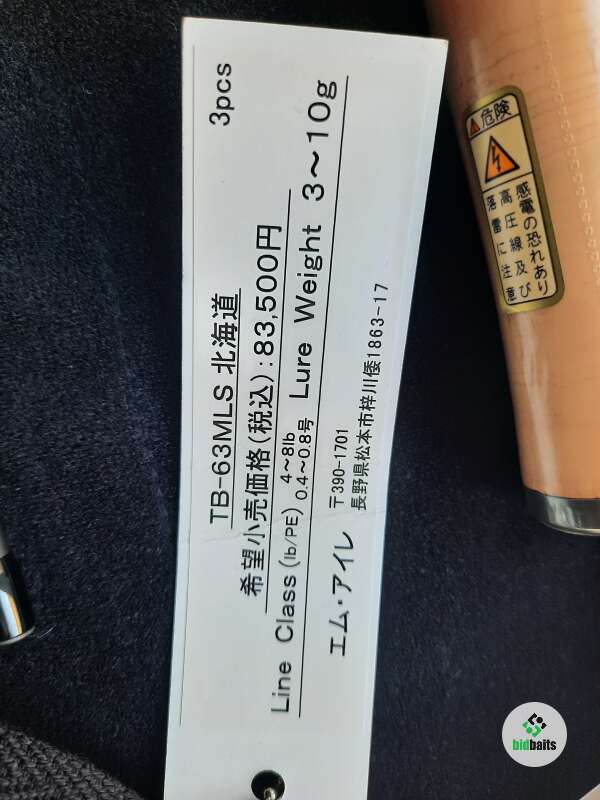 TB-63MLS 北海道 3pcs
希望小売価格(税込):83,500円
Line Class(lb/PE) 4～8lb 0.4～0.8号 Lure Weight 3～10g
エム・アイレ 〒390-1701
長野県松本市梓川倭1863-17
危険
感電の恐れあり
高圧線及び
落雷に注意
bidbaits